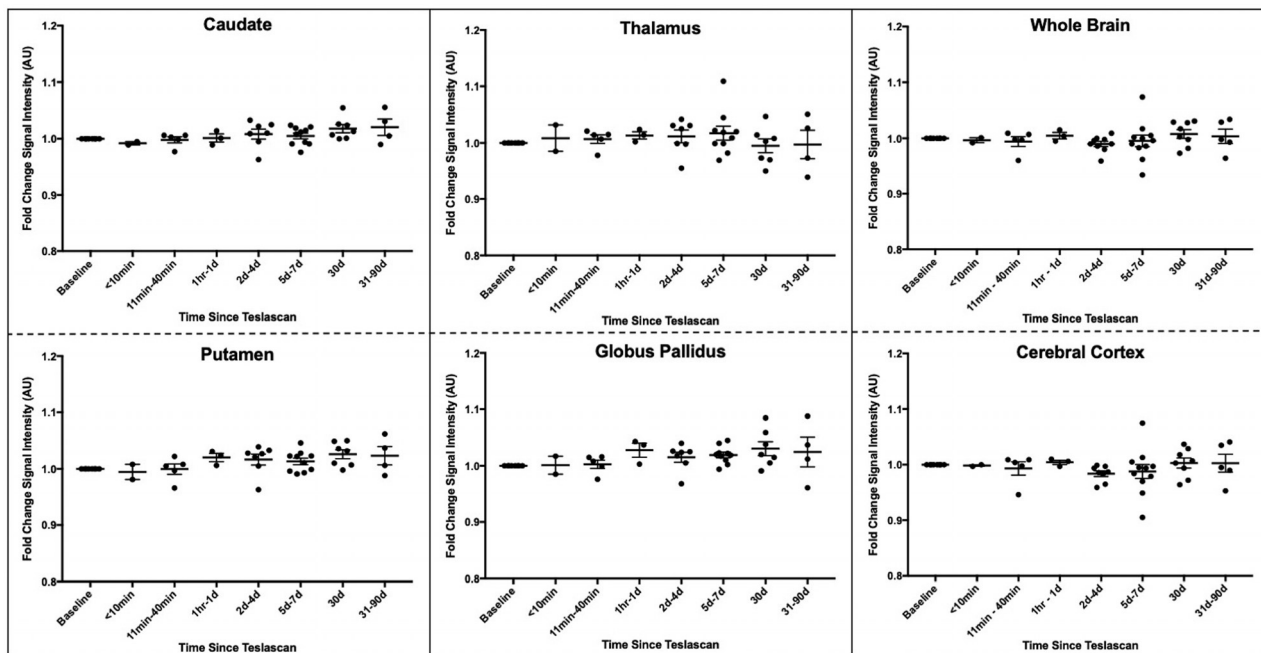 Caudate
Fold Change Signal Intensity (AU)
1.2
1.1
1.0
0.9
0.8
Baseline
<10min
11min-40min
1hr-1d
2d-4d
5d-7d
30d
31-90d
Time Since Teslascan
Thalamus
Fold Change Signal Intensity (AU)
1.2
1.1
1.0
0.9
0.8
Baseline
<10min
11min-40min
1hr-1d
2d-4d
5d-7d
30d
31-90d
Time Since Teslascan
Whole Brain
Fold Change Signal Intensity (AU)
1.2
1.1
1.0
0.9
0.8
Baseline
<10min
11min - 40min
1hr - 1d
2d-4d
5d-7d
30d
31d-90d
Time Since Teslascan
Putamen
Fold Change Signal Intensity (AU)
1.2
1.1
1.0
0.9
0.8
Baseline
<10min
11min-40min
1hr-1d
2d-4d
5d-7d
30d
31-90d
Time Since Teslascan
Globus Pallidus
Fold Change Signal Intensity (AU)
1.2
1.1
1.0
0.9
0.8
Baseline
<10min
11min-40min
1hr-1d
2d-4d
5d-7d
30d
31-90d
Time Since Teslascan
Cerebral Cortex
Fold Change Signal Intensity (AU)
1.2
1.1
1.0
0.9
0.8
Baseline
<10min
11min - 40min
1hr - 1d
2d-4d
5d-7d
30d
31d-90d
Time Since Teslascan